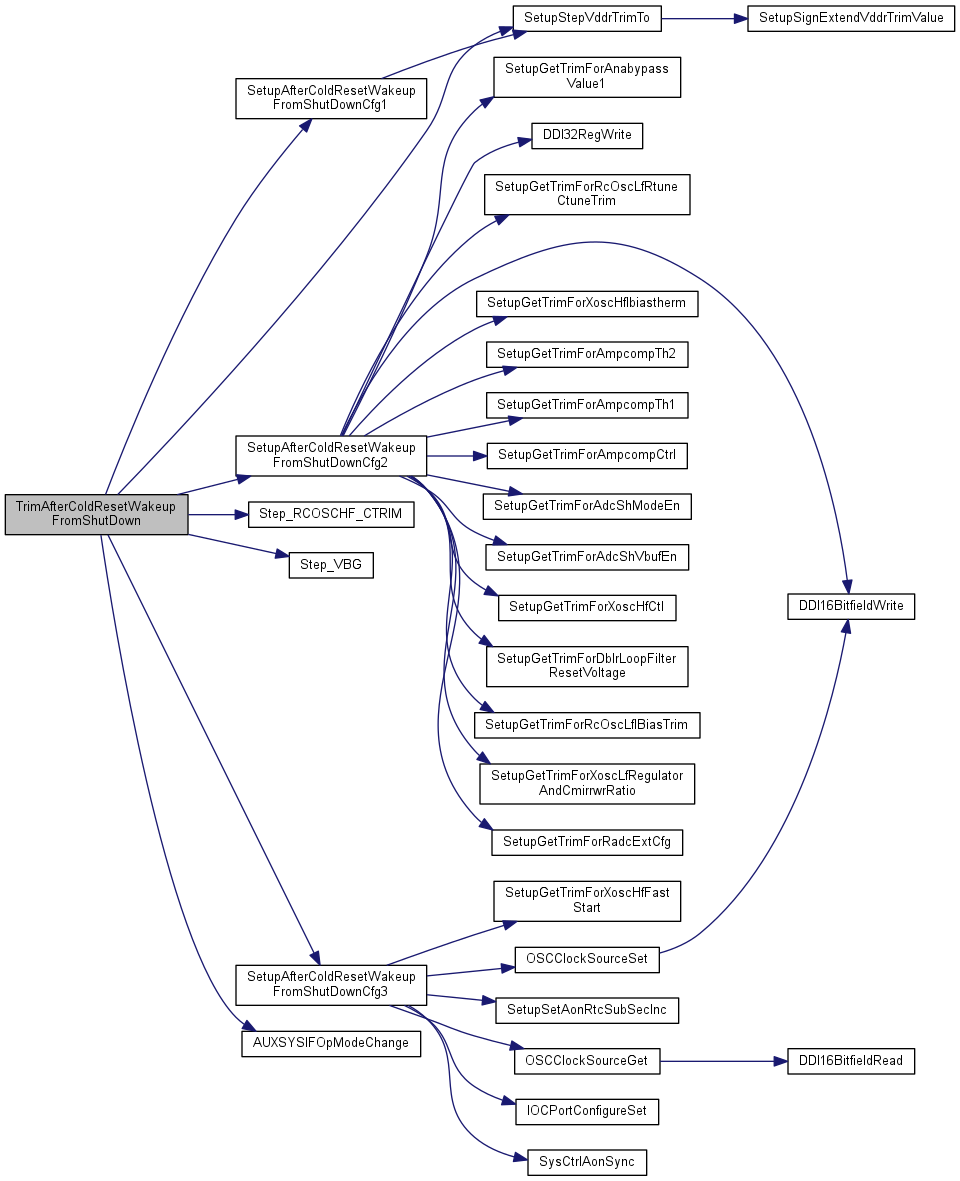 SetupStepVddrTrimTo
SetupSignExtendVddrTrimValue
SetupGetTrimForAnabypass
Value1
SetupAfterColdResetWakeup
FromShutDownCfg1
DDI32RegWrite
SetupGetTrimForRcOscLfRtune
CtuneTrim
SetupGetTrimForXoscHfIbiastherm
SetupGetTrimForAmpcompTh2
SetupGetTrimForAmpcompTh1
SetupAfterColdResetWakeup
FromShutDownCfg2
SetupGetTrimForAmpcompCtrl
TrimAfterColdResetWakeup
FromShutDown
Step_RCOSCHF_CTRIM
SetupGetTrimForAdcShModeEn
Step_VBG
SetupGetTrimForAdcShVbufEn
SetupGetTrimForXoscHfCtl
DDI16BitfieldWrite
SetupGetTrimForDblrLoopFilter
ResetVoltage
SetupGetTrimForRcOscLfIBiasTrim
SetupGetTrimForXoscLfRegulator
AndCmirrwrRatio
SetupGetTrimForRadcExtCfg
SetupGetTrimForXoscHfFast
Start
OSCClockSourceSet
SetupAfterColdResetWakeup
FromShutDownCfg3
SetupSetAonRtcSubSecInc
AUXSYSIFOpModeChange
OSCClockSourceGet
DDI16BitfieldRead
IOCPortConfigureSet
SysCtrlAonSync